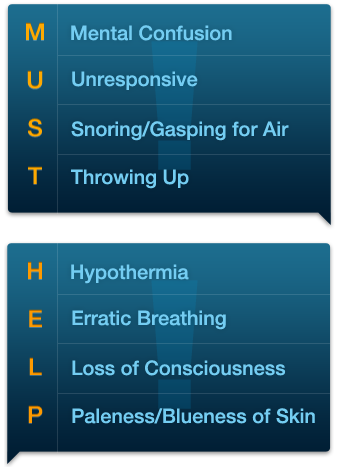 M Mental Confusion
U Unresponsive
S Snoring/Gasping for Air
T Throwing Up
H Hypothermia
E Erratic Breathing
L Loss of Consciousness
P Paleness/Blueness of Skin